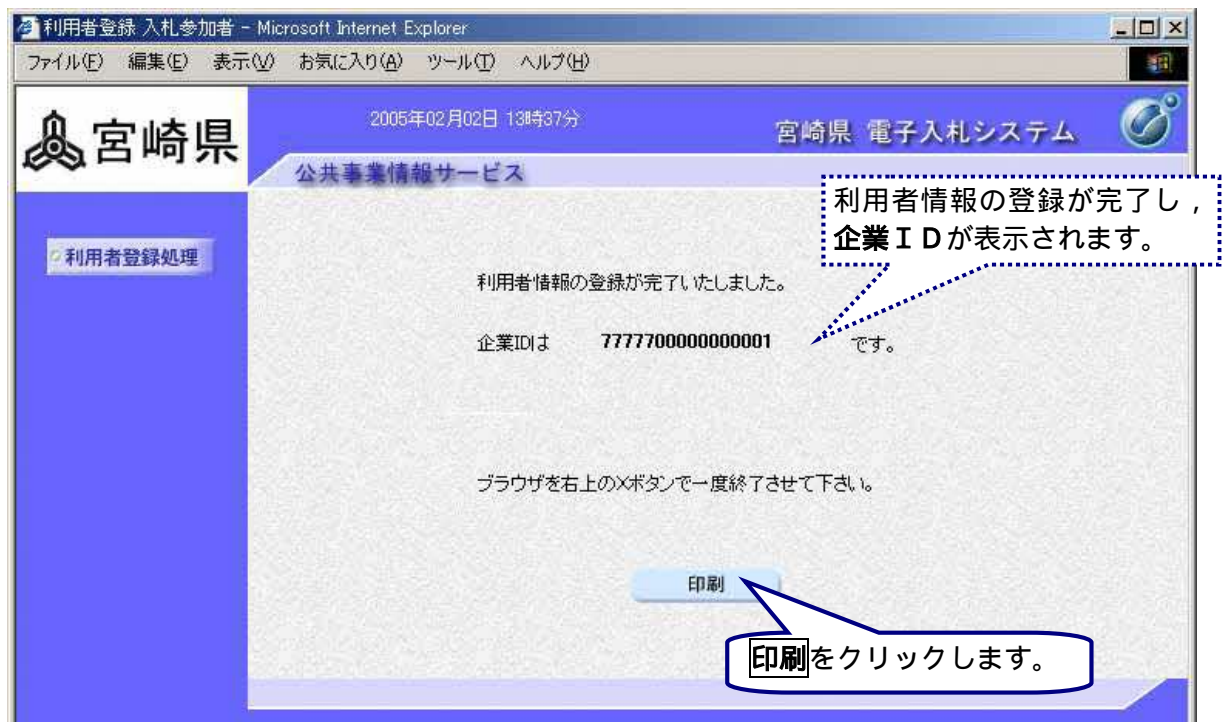 利用者登録 入札参加者 - Microsoft Internet Explorer
ファイル(F) 編集(E) 表示(V) お気に入り(A) ツール(T) ヘルプ(H)
宮崎県
2005年02月02日 13時37分
宮崎県 電子入札システム
公共事業情報サービス
利用者情報の登録が完了し，
企業ＩＤが表示されます。
利用者登録処理
利用者情報の登録が完了いたしました。
企業IDは 7777700000000001 です。
ブラウザを右上のXボタンで一度終了させて下さい。
印刷
印刷をクリックします。